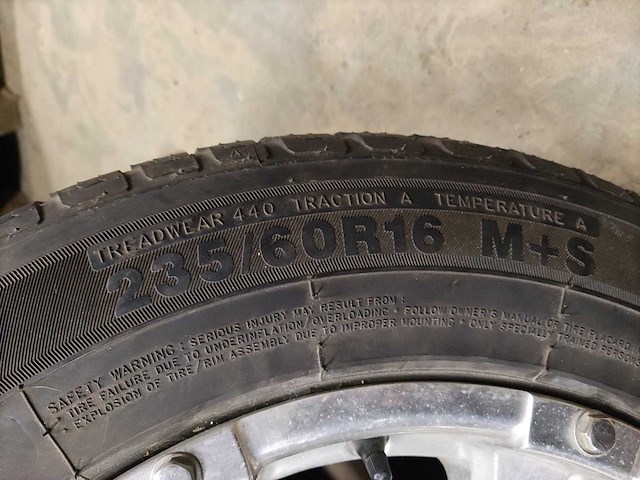 TREADWEAR 440 TRACTION A TEMPERATURE A
235/60R16 M+S
SAFETY WARNING : SERIOUS INJURY MAY RESULT FROM :
• TIRE FAILURE DUE TO UNDERINFLATION/OVERLOADING • FOLLOW OWNER'S MANUAL OF TIRE PLACARD
• EXPLOSION OF TIRE/RIM ASSEMBLY DUE TO IMPROPER MOUNTING • ONLY SPECIALLY TRAINED PERSONS